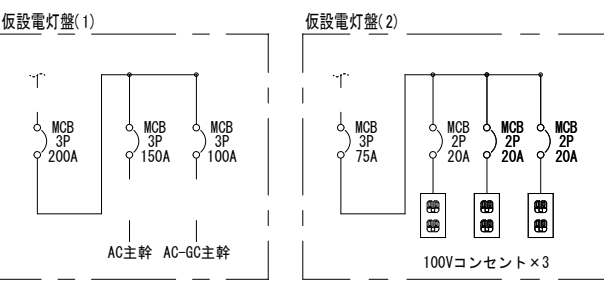 仮設電灯盤(1)
MCB
3P
200A
MCB
3P
150A
MCB
3P
100A
AC主幹
AC-GC主幹
仮設電灯盤(2)
MCB
3P
75A
MCB
2P
20A
MCB
2P
20A
MCB
2P
20A
100Vコンセント×3